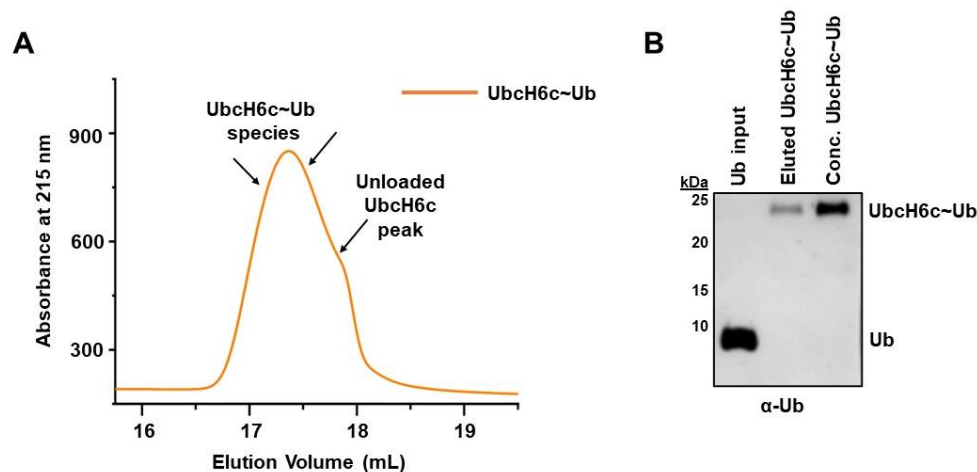 A
UbcH6c~Ub
species
UbcH6c~Ub
Unloaded
UbcH6c
peak
Absorbance at 215 nm
900
600
300
16
17
18
19
Elution Volume (mL)
B
Ub input
Eluted UbcH6c~Ub
Conc. UbcH6c~Ub
kDa
25
20
15
10
UbcH6c~Ub
Ub
α-Ub